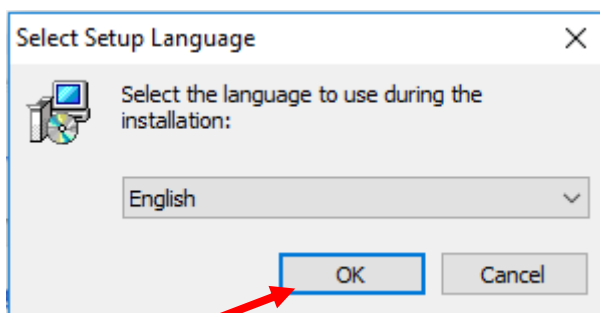 Select Setup Language
Select the language to use during the
installation:
English
OK
Cancel